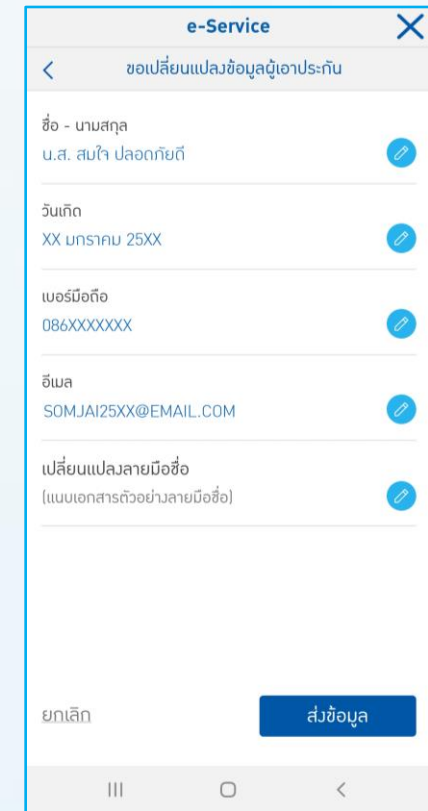 e-Service
ขอเปลี่ยนแปลงข้อมูลผู้เอาประกัน
ชื่อ - นามสกุล
น.ส. สมใจ ปลอดภัยดี
วันเกิด
XX มกราคม 25XX
เบอร์มือถือ
086XXXXXXX
อีเมล
SOMJAI25XX@EMAIL.COM
เปลี่ยนแปลงลายมือชื่อ
(แนบเอกสารตัวอย่างลายมือชื่อ)
ยกเลิก
ส่งข้อมูล